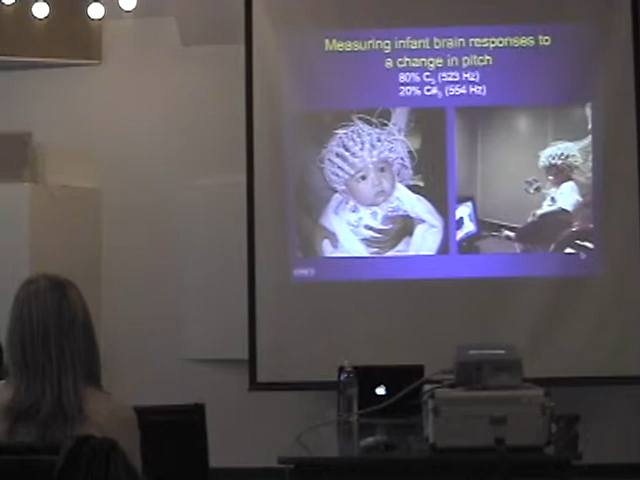 Measuring infant brain responses to
a change in pitch
80% C₅ (523 Hz)
20% C#₅ (554 Hz)